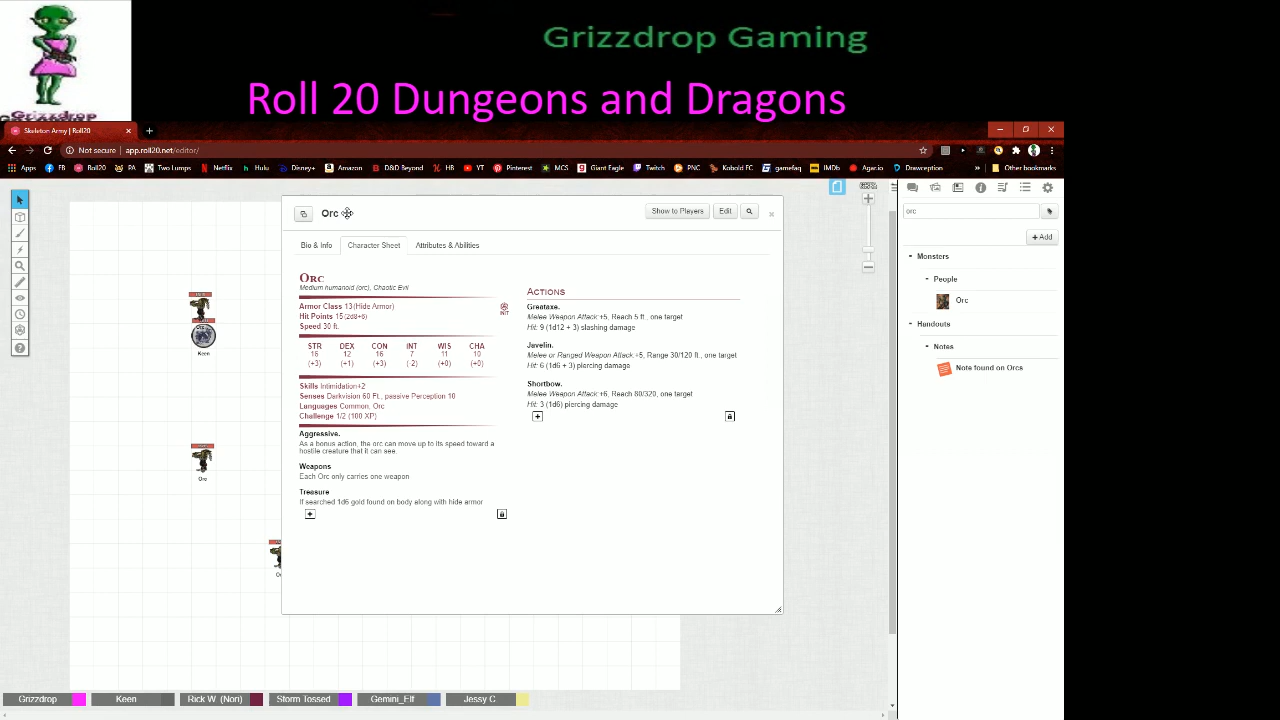 Grizzdrop Gaming
Roll 20 Dungeons and Dragons
Grizzdrop
Skeleton Army | Roll20
Not secure | app.roll20.net/editor/
Apps FB Roll20 PA Two Lumps Netflix Hulu Disney+ Amazon D&D Beyond HB YT Pinterest MCS Giant Eagle Twitch PNC Kobold FC gamefaq IMDb Ager.io Drawception » Other bookmarks
Orc
Show to Players Edit
Bio & Info Character Sheet Attributes & Abilities
Orc
Medium humanoid (orc), Chaotic Evil
Armor Class 13(Hide Armor)
Hit Points 15(2d8+6)
Speed 30 ft.
INIT
STR DEX CON INT WIS CHA
16 12 16 7 11 10
(+3) (+1) (+3) (-2) (+0) (+0)
Skills Intimidation+2
Senses Darkvision 60 Ft., passive Perception 10
Languages Common, Orc
Challenge 1/2 (100 XP)
Aggressive.
As a bonus action, the orc can move up to its speed toward a
hostile creature that it can see.
Weapons
Each Orc only carries one weapon
Treasure
If searched 1d6 gold found on body along with hide armor
Actions
Greataxe.
Melee Weapon Attack:+5, Reach 5 ft., one target
Hit: 9 (1d12 + 3) slashing damage
Javelin.
Melee or Ranged Weapon Attack:+5, Range 30/120 ft., one target
Hit: 6 (1d6 + 3) piercing damage
Shortbow.
Melee Weapon Attack:+6, Reach 80/320, one target
Hit: 3 (1d6) piercing damage
Keen
Orc
orc
+ Add
Monsters
People
Orc
Handouts
Notes
Note found on Orcs
Grizzdrop Keen Rick W. (Nori) Storm Tossed Gemini_Elf Jessy C